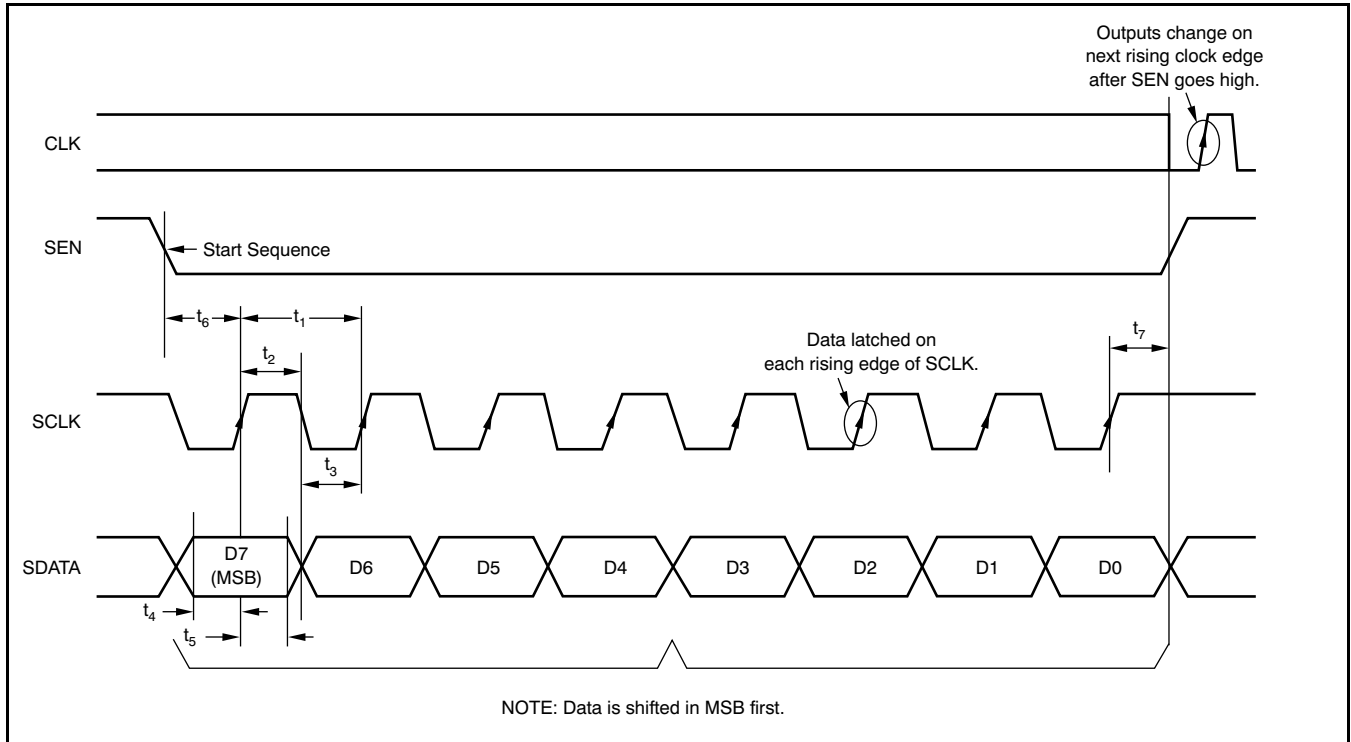 Outputs change on
next rising clock edge
after SEN goes high.
CLK
SEN
Start Sequence
t6
t1
t2
Data latched on
each rising edge of SCLK.
t7
SCLK
t3
SDATA
D7
(MSB)
D6
D5
D4
D3
D2
D1
D0
t4
t5
NOTE: Data is shifted in MSB first.